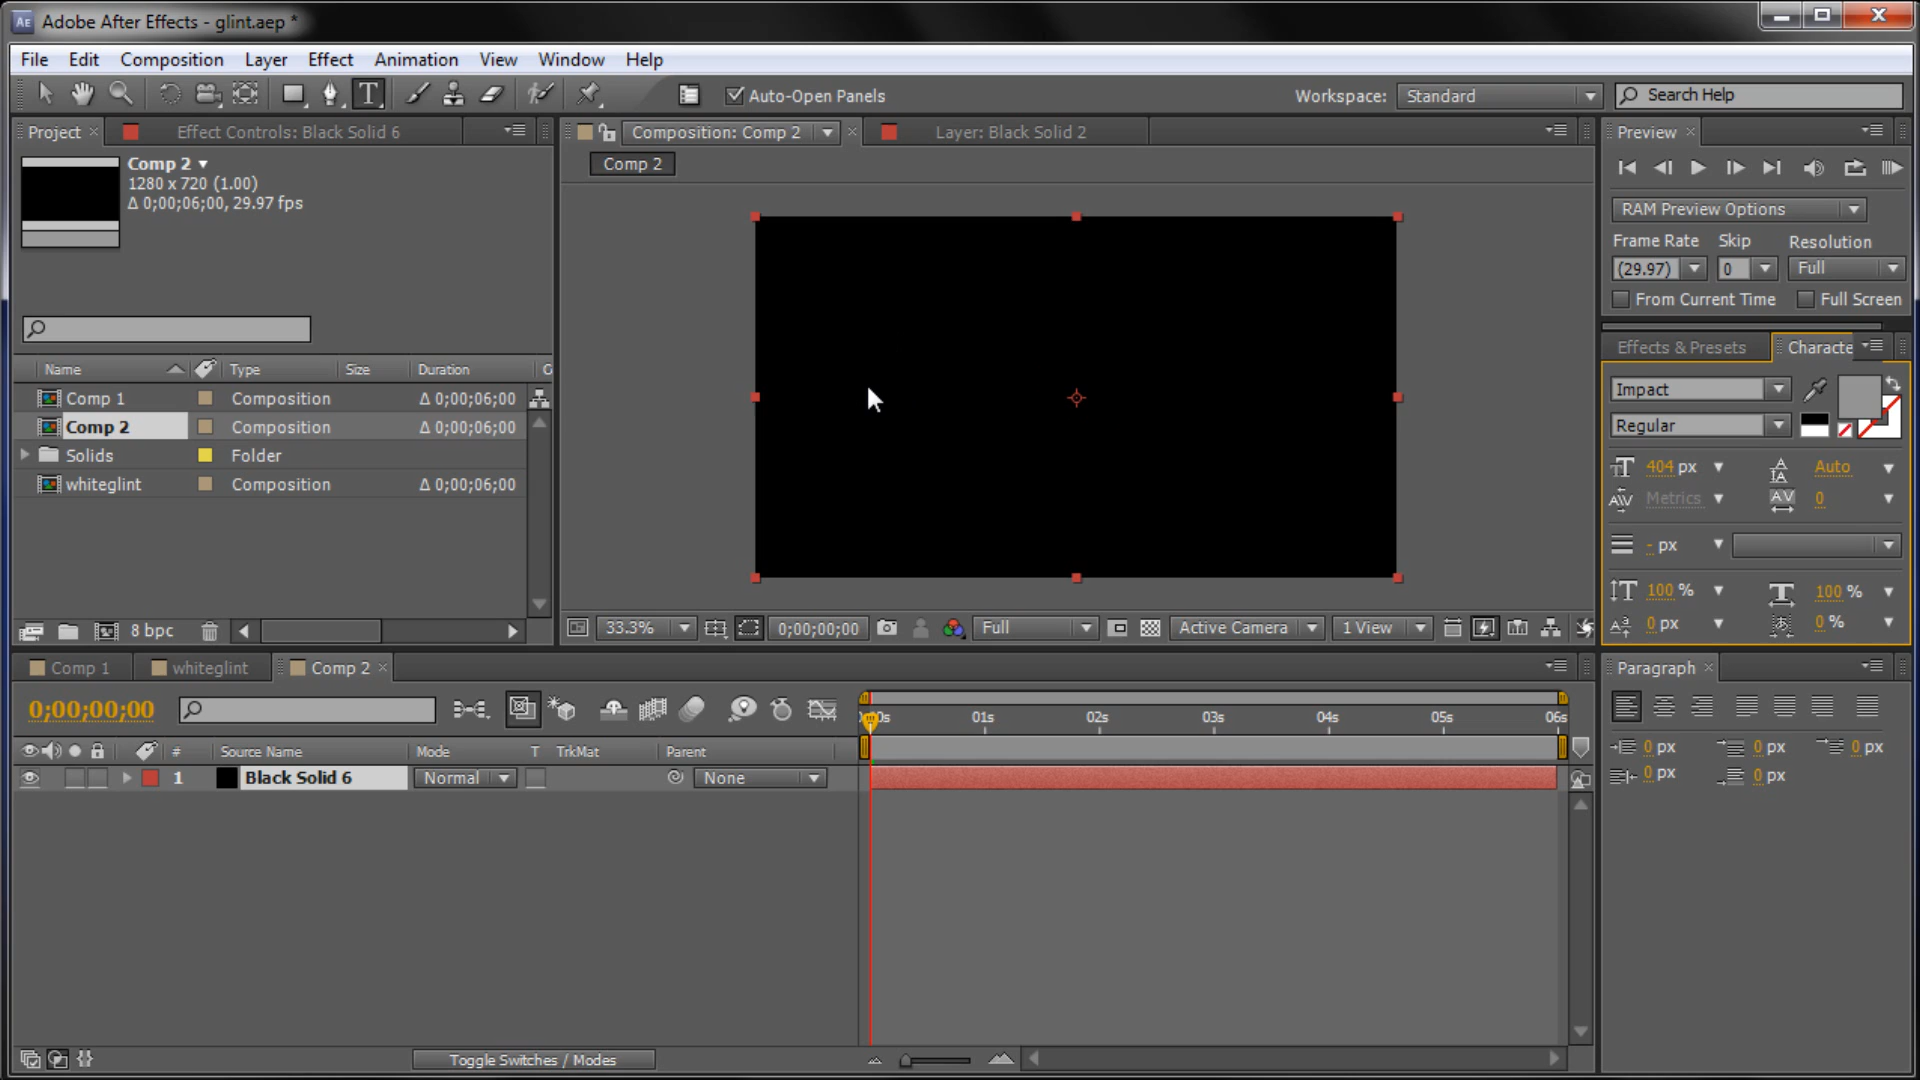 Adobe After Effects - glint.aep *
File Edit Composition Layer Effect Animation View Window Help
Auto-Open Panels
Workspace: Standard
Search Help
Project
Effect Controls: Black Solid 6
Comp 2
1280 x 720 (1.00)
Δ 0;00;06;00, 29.97 fps
Name Type Size Duration
Comp 1 Composition Δ 0;00;06;00
Comp 2 Composition Δ 0;00;06;00
Solids Folder
whiteglint Composition Δ 0;00;06;00
8 bpc
Composition: Comp 2
Layer: Black Solid 2
Comp 2
33.3% 0;00;00;00 Full Active Camera 1 View
Preview
RAM Preview Options
Frame Rate Skip Resolution
(29.97) 0 Full
From Current Time Full Screen
Effects & Presets Characte
Impact
Regular
404 px Auto
Metrics 0
- px
100 % 100 %
0 px 0 %
Comp 1 whiteglint Comp 2
0;00;00;00
# Source Name Mode T TrkMat Parent
1 Black Solid 6 Normal None
01s 02s 03s 04s 05s 06s
Toggle Switches / Modes
Paragraph
0 px 0 px 0 px
0 px 0 px